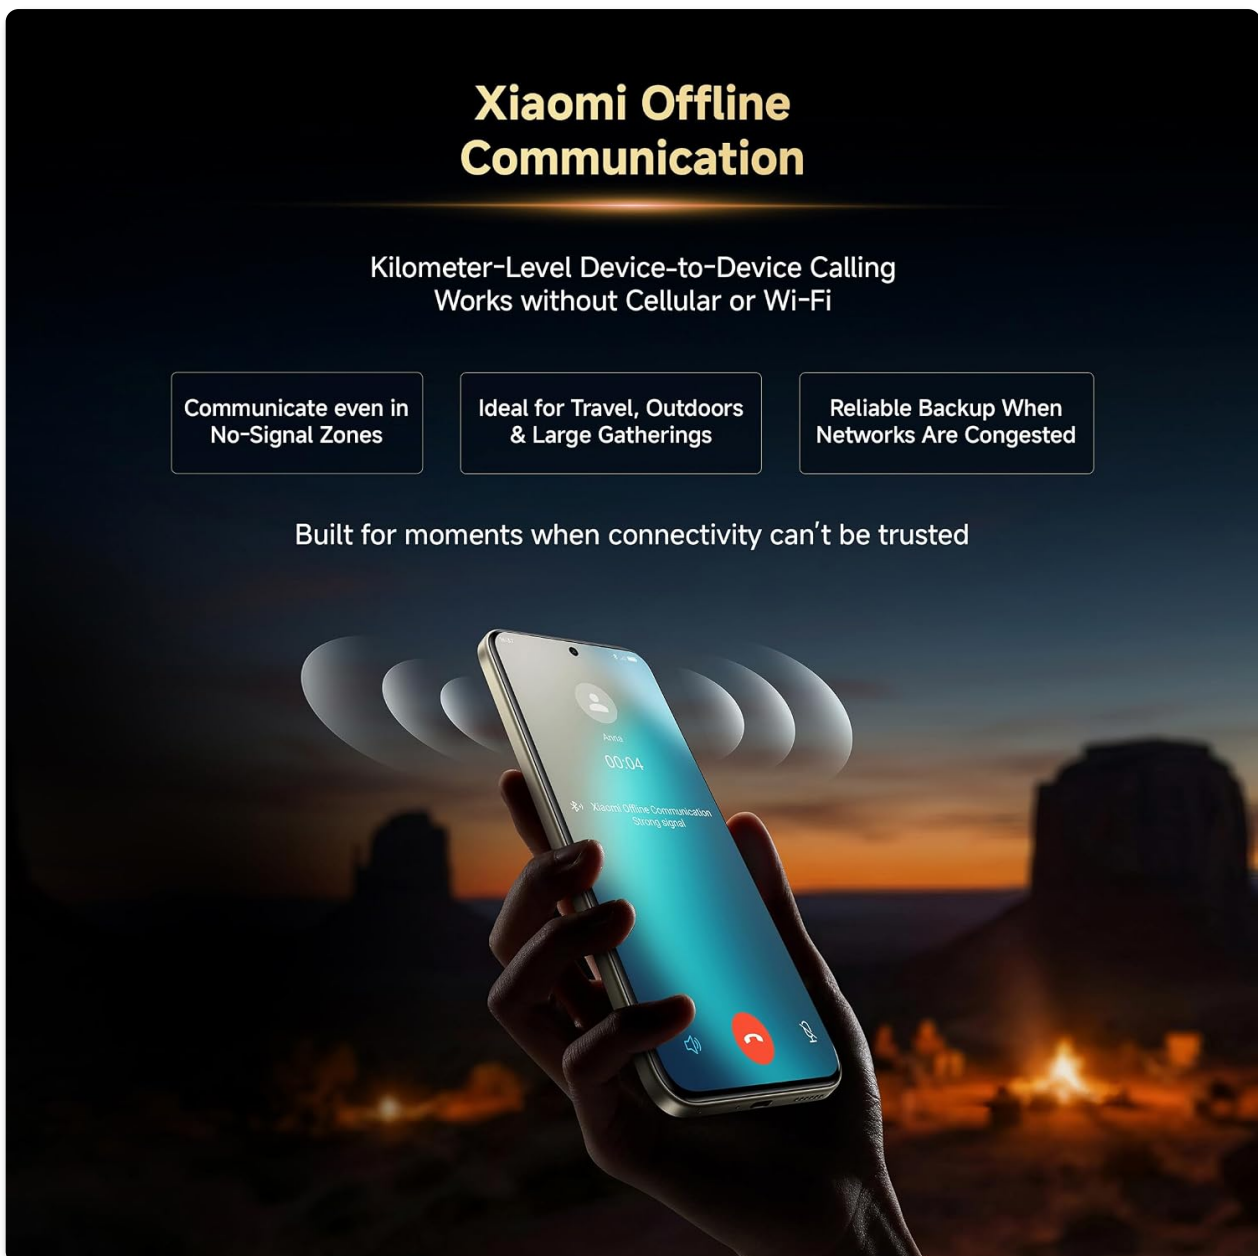 Xiaomi Offline
Communication
Kilometer-Level Device-to-Device Calling
Works without Cellular or Wi-Fi
Communicate even in
No-Signal Zones
Ideal for Travel, Outdoors
& Large Gatherings
Reliable Backup When
Networks Are Congested
Built for moments when connectivity can't be trusted
Anna
00:04
Xiaomi Offline Communication
Strong signal